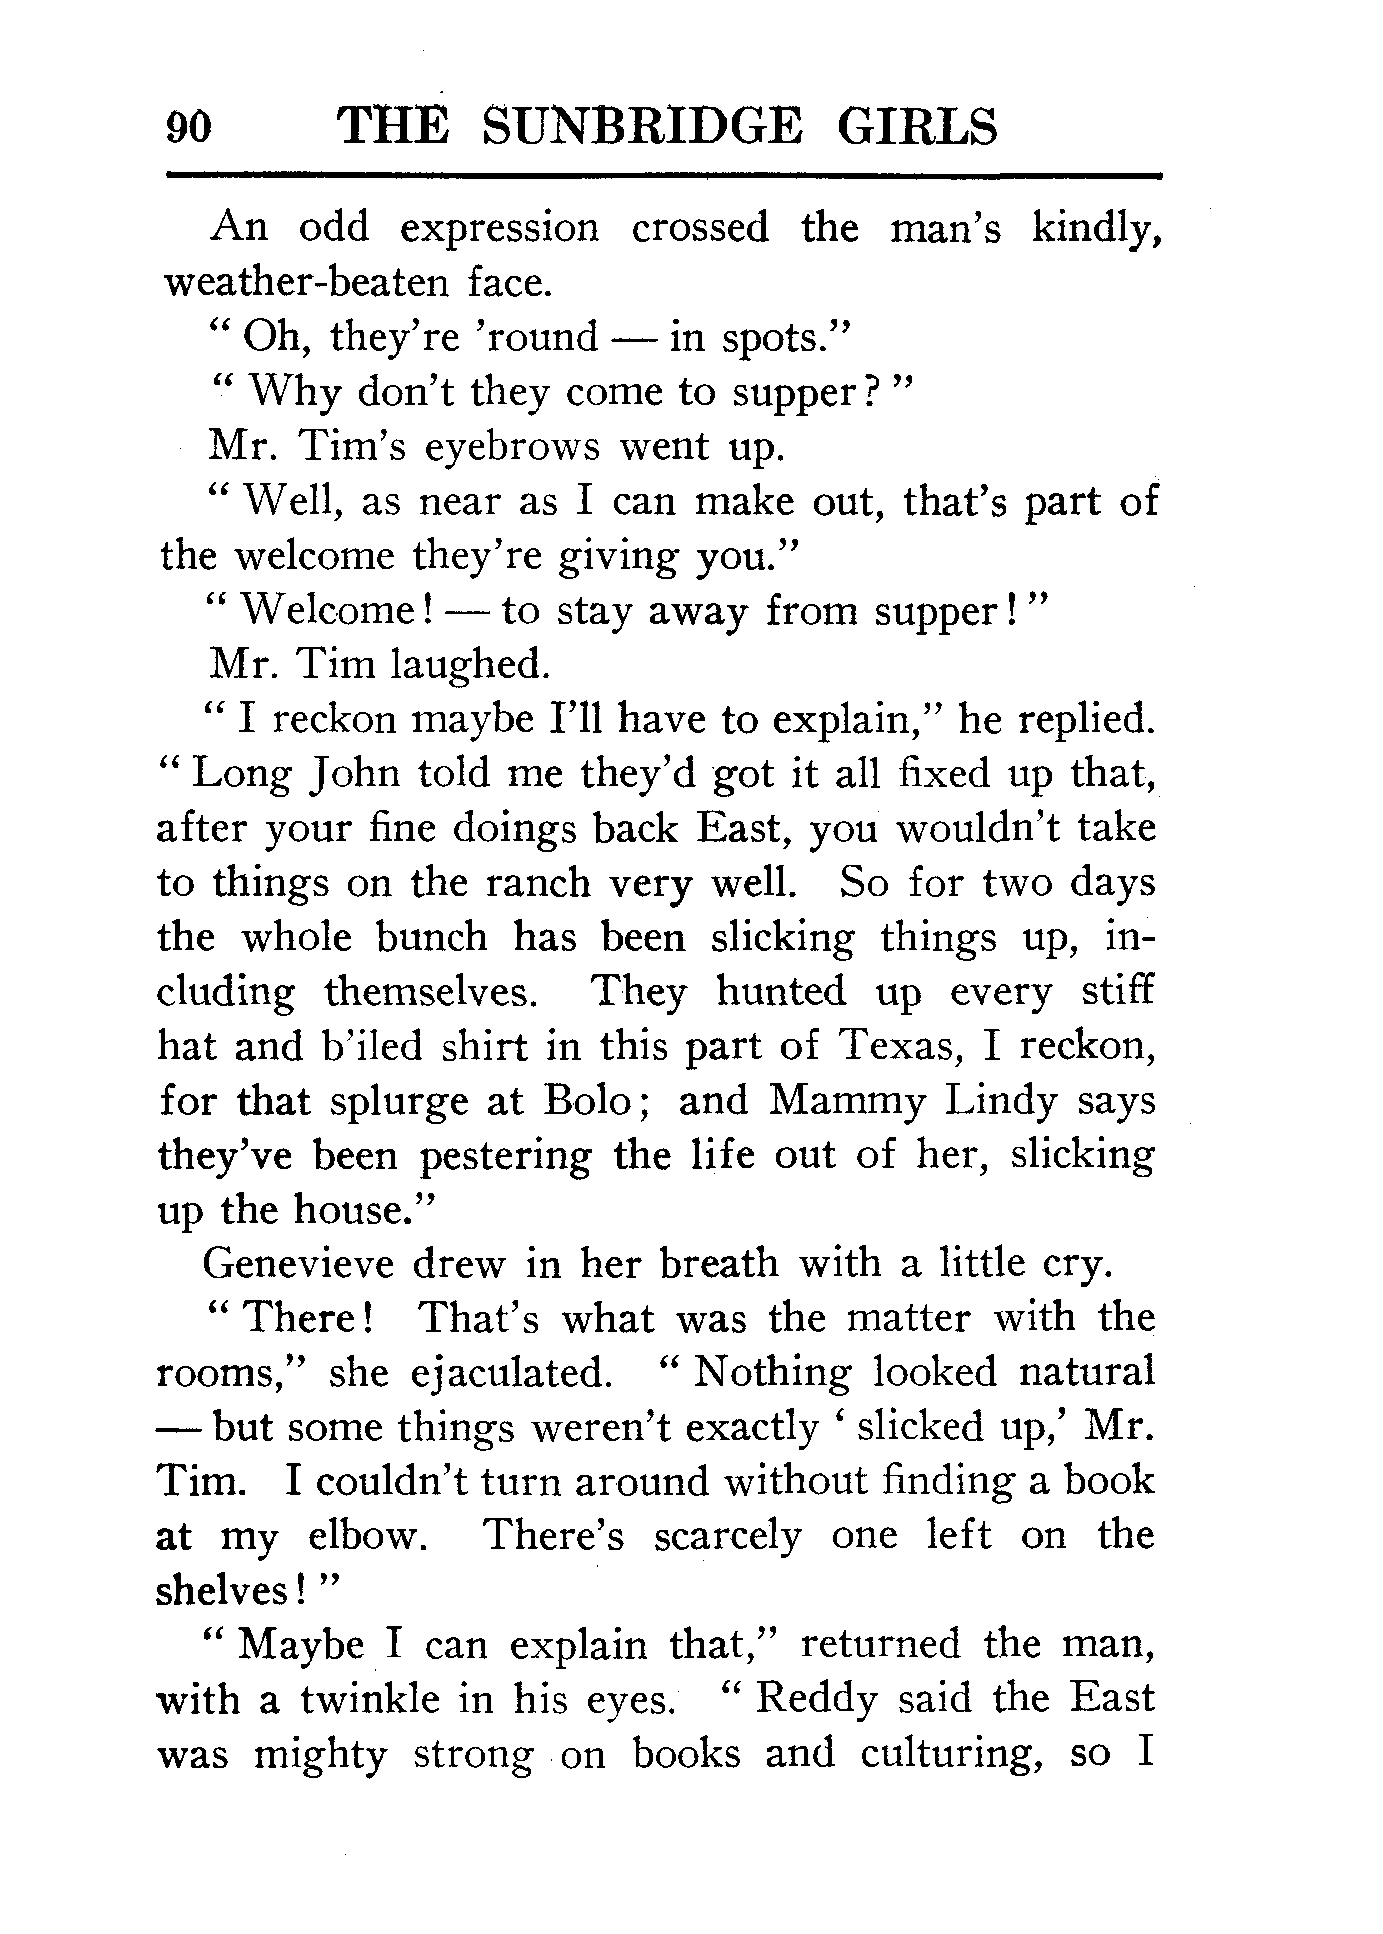 90 THE SUNBRIDGE GIRLS
An odd expression crossed the man's kindly,
weather-beaten face.
" Oh, they're 'round — in spots."
" Why don't they come to supper? "
Mr. Tim's eyebrows went up.
" Well, as near as I can make out, that's part of
the welcome they're giving you."
" Welcome! — to stay away from supper! "
Mr. Tim laughed.
" I reckon maybe I'll have to explain," he replied.
" Long John told me they'd got it all fixed up that,
after your fine doings back East, you wouldn't take
to things on the ranch very well. So for two days
the whole bunch has been slicking things up, in-
cluding themselves. They hunted up every stiff
hat and b'iled shirt in this part of Texas, I reckon,
for that splurge at Bolo; and Mammy Lindy says
they've been pestering the life out of her, slicking
up the house."
Genevieve drew in her breath with a little cry.
" There! That's what was the matter with the
rooms," she ejaculated. " Nothing looked natural
— but some things weren't exactly ' slicked up,' Mr.
Tim. I couldn't turn around without finding a book
at my elbow. There's scarcely one left on the
shelves! "
" Maybe I can explain that," returned the man,
with a twinkle in his eyes. " Reddy said the East
was mighty strong on books and culturing, so I